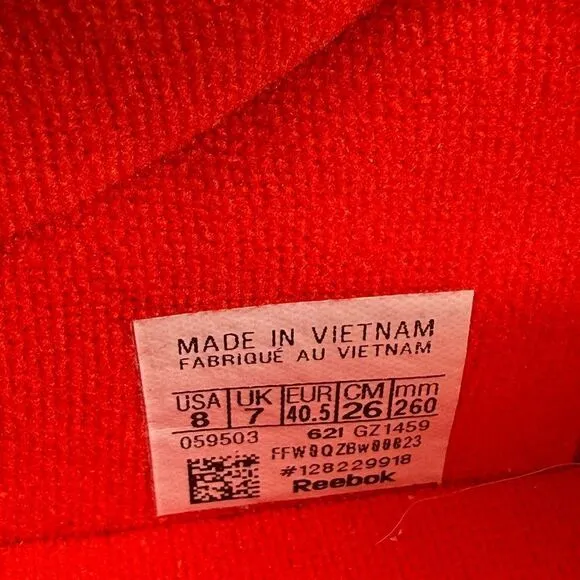 MADE IN VIETNAM
FABRIQUÉ AU VIETNAM
USA UK EUR CM mm
8 7 40.5 26 260
059503 621 GZ1459
#128229918
Reebok